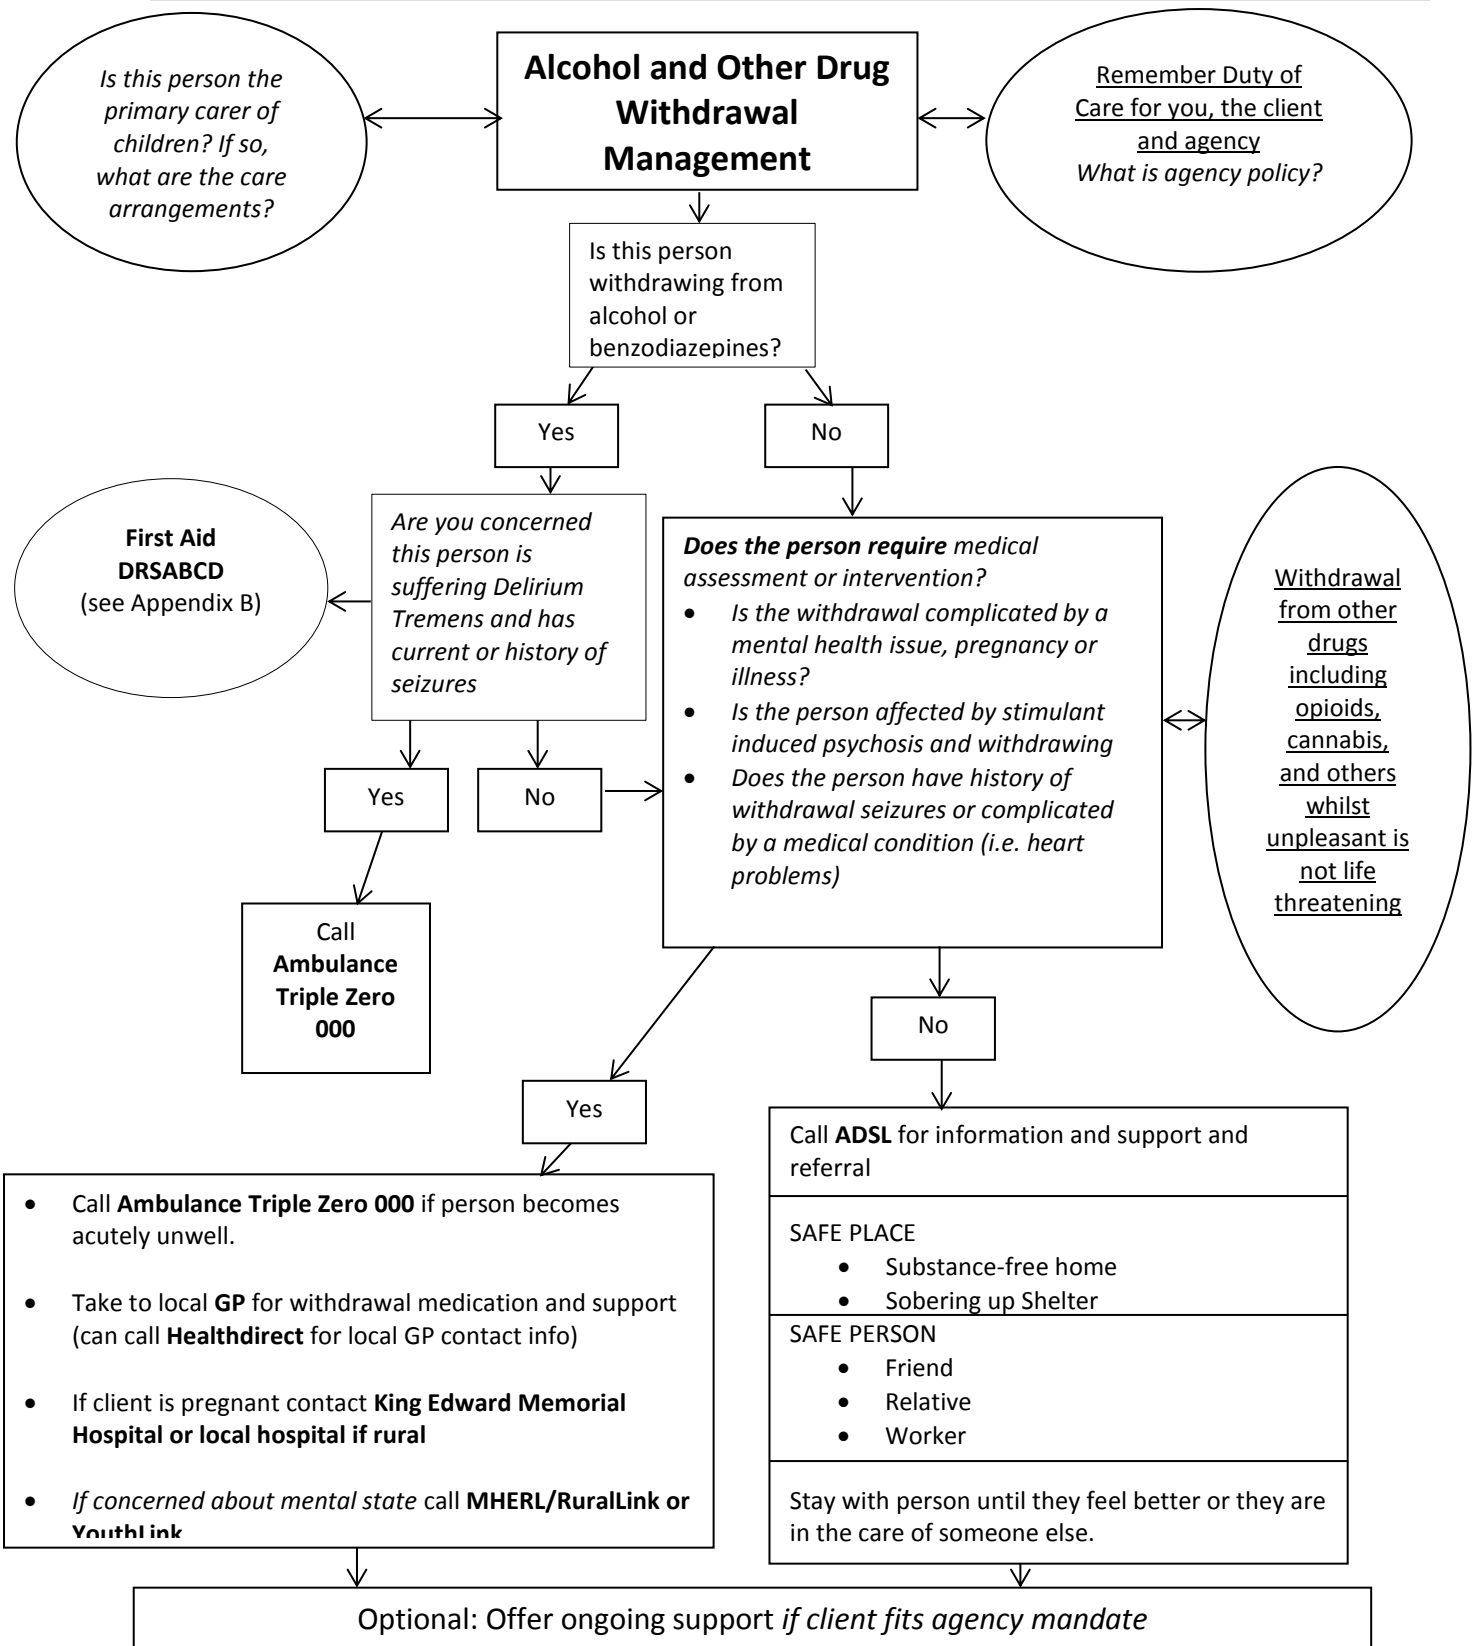 Is this person the
primary carer of
children? If so,
what are the care
arrangements?
Alcohol and Other Drug
Withdrawal
Management
Remember Duty of
Care for you, the client
and agency
What is agency policy?
Is this person
withdrawing from
alcohol or
benzodiazepines?
Yes
No
First Aid
DRSABCD
(see Appendix B)
Are you concerned
this person is
suffering Delirium
Tremens and has
current or history of
seizures
Does the person require medical
assessment or intervention?
• Is the withdrawal complicated by a
mental health issue, pregnancy or
illness?
• Is the person affected by stimulant
induced psychosis and withdrawing
• Does the person have history of
withdrawal seizures or complicated
by a medical condition (i.e. heart
problems)
Withdrawal
from other
drugs
including
opioids,
cannabis,
and others
whilst
unpleasant is
not life
threatening
Yes
No
Call
Ambulance
Triple Zero
000
No
Yes
Call ADSL for information and support and
referral
SAFE PLACE
• Substance-free home
• Sobering up Shelter
SAFE PERSON
• Friend
• Relative
• Worker
Stay with person until they feel better or they are
in the care of someone else.
• Call Ambulance Triple Zero 000 if person becomes
acutely unwell.
• Take to local GP for withdrawal medication and support
(can call Healthdirect for local GP contact info)
• If client is pregnant contact King Edward Memorial
Hospital or local hospital if rural
• If concerned about mental state call MHERL/RuralLink or
YouthLink
Optional: Offer ongoing support if client fits agency mandate